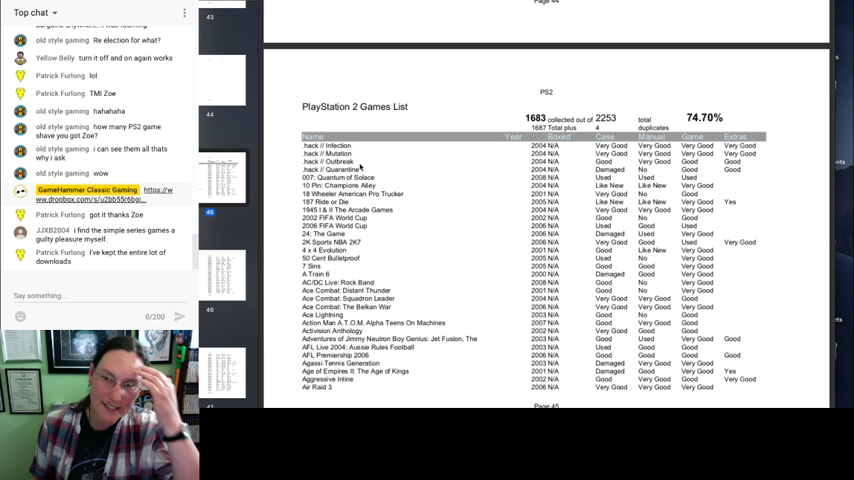 Top chat
old style gaming Re election for what?
Yellow Belly turn it off and on again works
Patrick Furlong lol
Patrick Furlong TMI Zoe
old style gaming hahahaha
old style gaming how many PS2 game
shave you got Zoe?
old style gaming i can see them all thats
why i ask
old style gaming wow
GameHammer Classic Gaming https://w
ww.dropbox.com/s/u2bb55r6bgi...
Patrick Furlong got it thanks Zoe
JJXB2004 i find the simple series games a
guilty pleasure myself.
Patrick Furlong I've kept the entire lot of
downloads
Say something...
0/200
43
44
45
46
Page 44
PS2
PlayStation 2 Games List
1683 collected out of 2253 total 74.70%
1687 Total plus 4 duplicates
Name Year Boxed Case Manual Game Extras
.hack // Infection 2004 N/A Very Good Very Good Very Good Very Good
.hack // Mutation 2004 N/A Very Good Very Good Very Good Very Good
.hack // Outbreak 2004 N/A Good Very Good Good Good
.hack // Quarantine 2004 N/A Damaged No Good Good
007: Quantum of Solace 2008 N/A Used Used Used
10 Pin: Champions Alley 2004 N/A Like New Like New Very Good
18 Wheeler American Pro Trucker 2001 N/A Very Good No Good
187 Ride or Die 2005 N/A Like New Like New Very Good Yes
1945 I & II The Arcade Games 2004 N/A Very Good Very Good Very Good
2002 FIFA World Cup 2002 N/A Good No Good
2006 FIFA World Cup 2006 N/A Used Good Used
24: The Game 2006 N/A Damaged Used Very Good
2K Sports NBA 2K7 2006 N/A Very Good Good Used Very Good
4 x 4 Evolution 2001 N/A Good Like New Very Good
50 Cent Bulletproof 2005 N/A Used No Very Good
7 Sins 2005 N/A Good Good Good
A Train 6 2000 N/A Damaged Good Very Good
AC/DC Live: Rock Band 2008 N/A Good No Very Good
Ace Combat: Distant Thunder 2001 N/A Good No Very Good
Ace Combat: Squadron Leader 2004 N/A Very Good Good Very Good
Ace Combat: The Belkan War 2006 N/A Very Good Good Very Good
Ace Lightning 2003 N/A Good No Good
Action Man A.T.O.M. Alpha Teens On Machines 2007 N/A Good Very Good Good
Activision Anthology 2002 N/A Very Good Good Good
Adventures of Jimmy Neutron Boy Genius: Jet Fusion, The 2003 N/A Good Used Very Good Good
AFL Live 2004: Aussie Rules Football 2003 N/A Used Good Good
AFL Premiership 2006 2006 N/A Good Good Good Good
Agassi Tennis Generation 2003 N/A Damaged Very Good Very Good
Age of Empires II: The Age of Kings 2001 N/A Damaged Good Very Good Yes
Aggressive Inline 2002 N/A Good Very Good Good Very Good
Air Raid 3 2006 N/A Very Good Very Good Very Good
Page 45